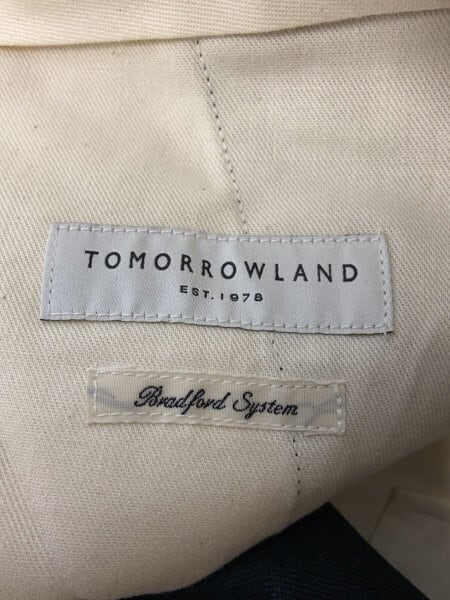 TOMORROWLAND
EST. 1978
Bradford System